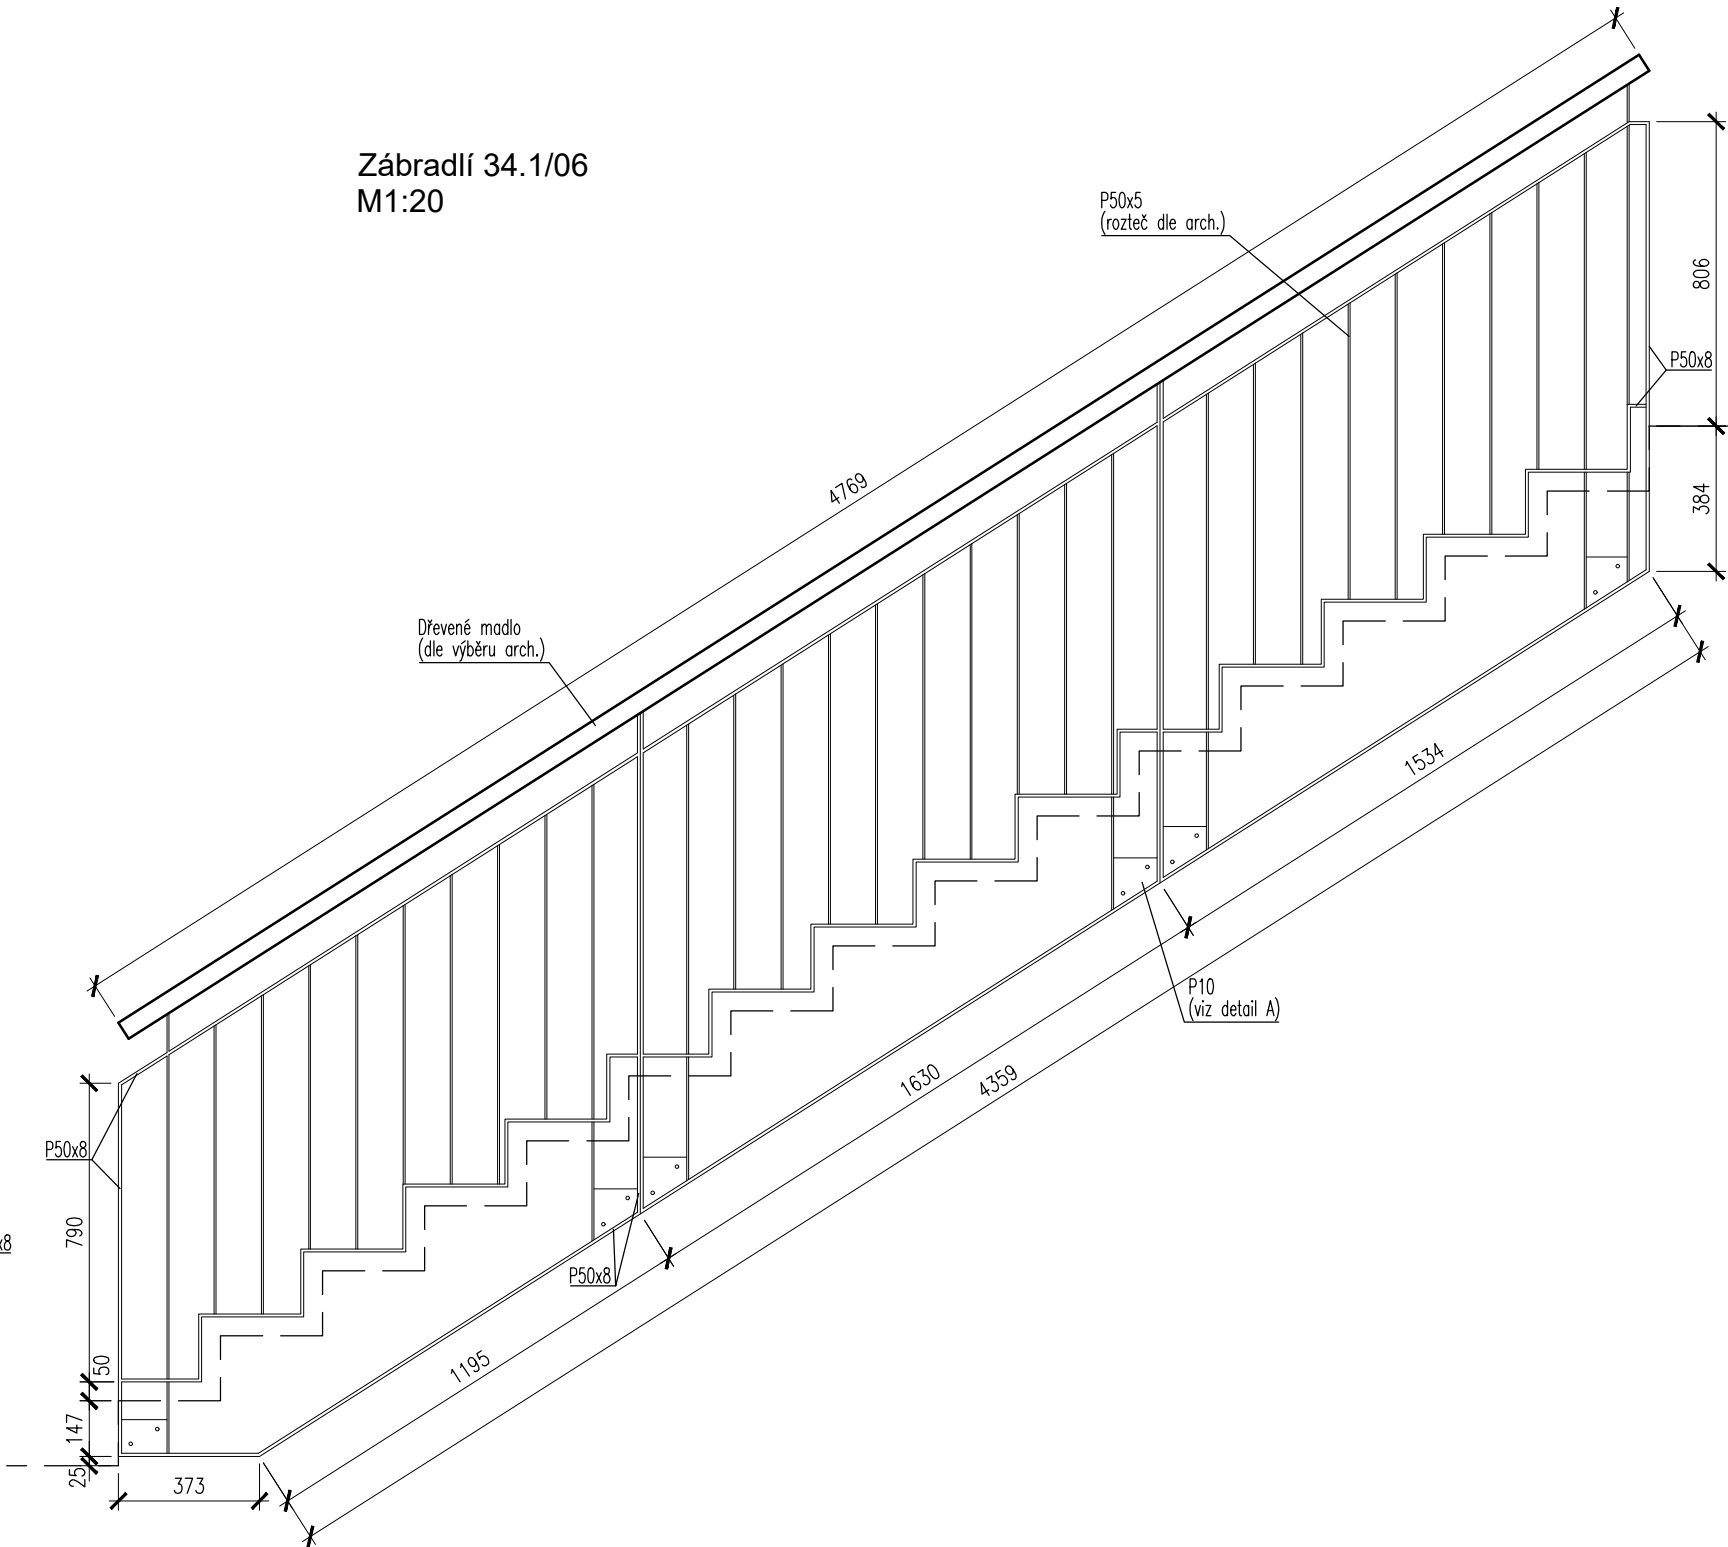 Zábradlí 34.1/06
M1:20
P50x5
(rozteč dle arch.)
806
P50x8
384
4769
Dřevené madlo
(dle výběru arch.)
1534
P10
(viz detail A)
1630
4359
P50x8
790
x8
P50x8
1195
50
147
25
373